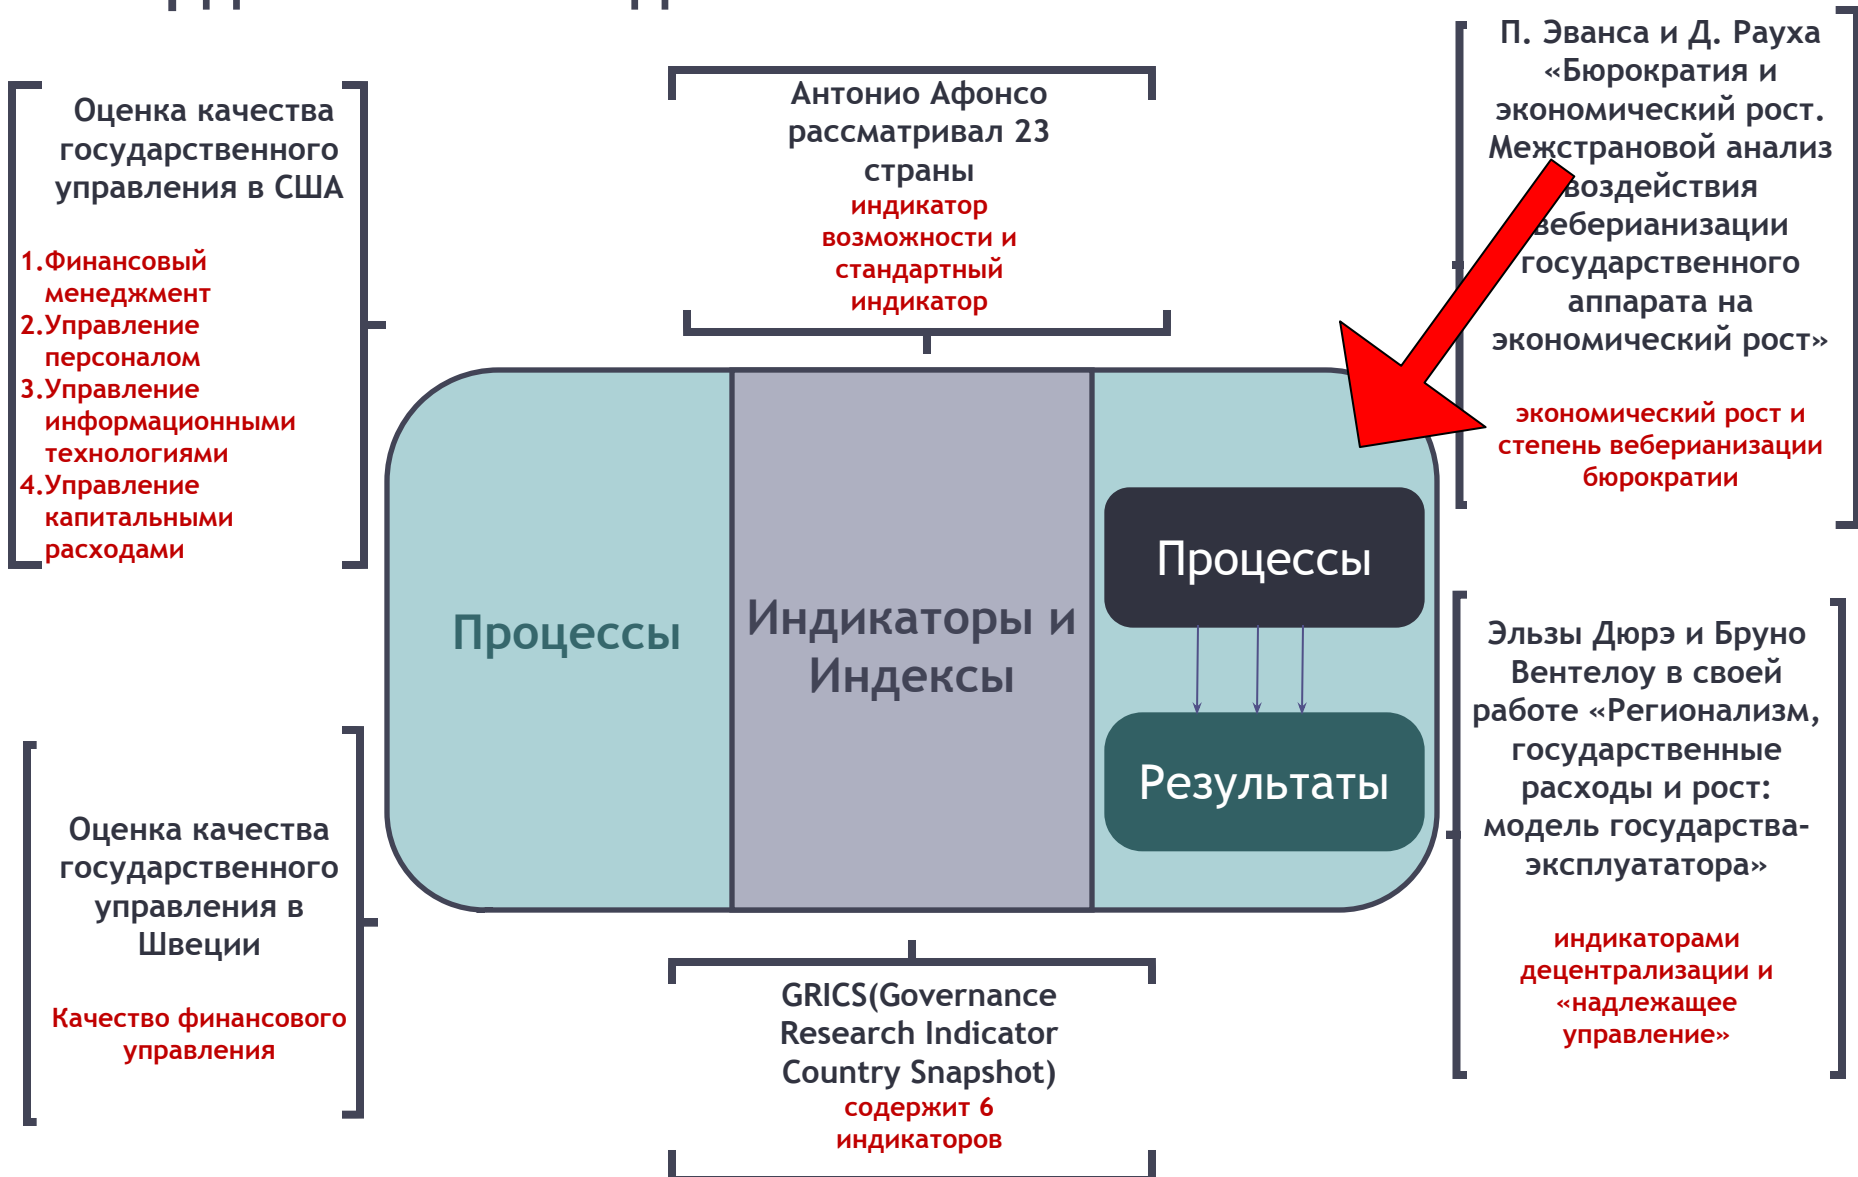 Оценка качества
государственного
управления в США
1.Финансовый
менеджмент
2.Управление
персоналом
3.Управление
информационными
технологиями
4.Управление
капитальными
расходами
Антонио Афонсо
рассматривал 23
страны
индикатор
возможности и
стандартный
индикатор
П. Эванса и Д. Рауха
«Бюрократия и
экономический рост.
Межстрановой анализ
воздействия
веберианизации
государственного
аппарата на
экономический рост»
экономический рост и
степень веберианизации
бюрократии
Процессы
Индикаторы и
Индексы
Процессы
Результаты
Оценка качества
государственного
управления в
Швеции
Качество финансового
управления
GRICS(Governance
Research Indicator
Country Snapshot)
содержит 6
индикаторов
Эльзы Дюрэ и Бруно
Вентелоу в своей
работе «Регионализм,
государственные
расходы и рост:
модель государства-
эксплуататора»
индикаторами
децентрализации и
«надлежащее
управление»